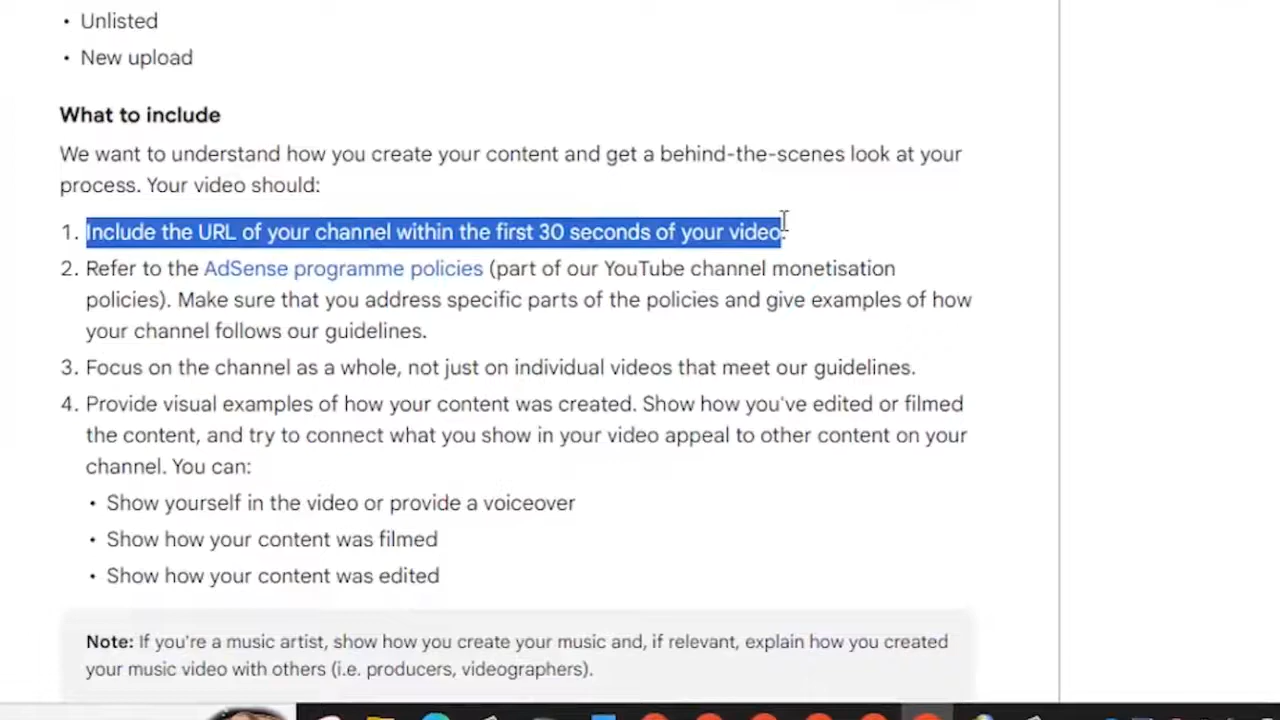 • Unlisted
• New upload
What to include
We want to understand how you create your content and get a behind-the-scenes look at your
process. Your video should:
1. Include the URL of your channel within the first 30 seconds of your video.
2. Refer to the AdSense programme policies (part of our YouTube channel monetisation
policies). Make sure that you address specific parts of the policies and give examples of how
your channel follows our guidelines.
3. Focus on the channel as a whole, not just on individual videos that meet our guidelines.
4. Provide visual examples of how your content was created. Show how you've edited or filmed
the content, and try to connect what you show in your video appeal to other content on your
channel. You can:
• Show yourself in the video or provide a voiceover
• Show how your content was filmed
• Show how your content was edited
Note: If you're a music artist, show how you create your music and, if relevant, explain how you created
your music video with others (i.e. producers, videographers).